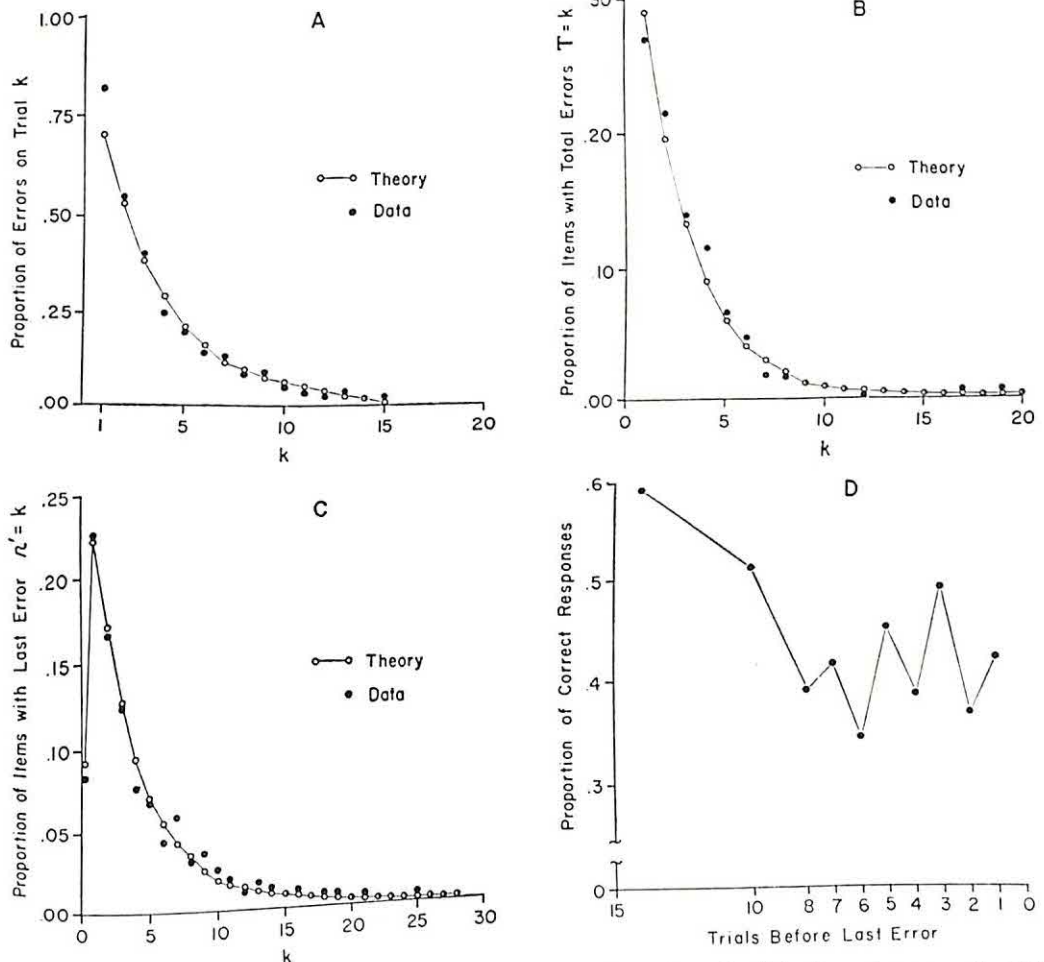 A
Proportion of Errors on Trial k
1.00
.75
.50
.25
.00
Theory
Data
1 5 10 15 20
k
B
Proportion of Items with Total Errors T = k
.20
.10
.00
Theory
Data
0 5 10 15 20
k
C
Proportion of Items with Last Error n' = k
.25
.20
.15
.10
.05
.00
Theory
Data
0 5 10 15 20 25 30
k
D
Proportion of Correct Responses
.6
.5
.4
.3
0
15 10 8 7 6 5 4 3 2 1 0
Trials Before Last Error